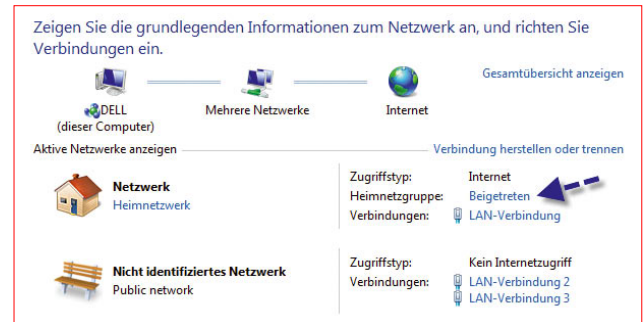 Zeigen Sie die grundlegenden Informationen zum Netzwerk an, und richten Sie
Verbindungen ein.
Gesamtübersicht anzeigen
DELL
(dieser Computer)
Mehrere Netzwerke
Internet
Aktive Netzwerke anzeigen
Verbindung herstellen oder trennen
Netzwerk
Heimnetzwerk
Zugriffstyp: Internet
Heimnetzgruppe: Beigetreten
Verbindungen: LAN-Verbindung
Nicht identifiziertes Netzwerk
Public network
Zugriffstyp: Kein Internetzugriff
Verbindungen: LAN-Verbindung 2
LAN-Verbindung 3